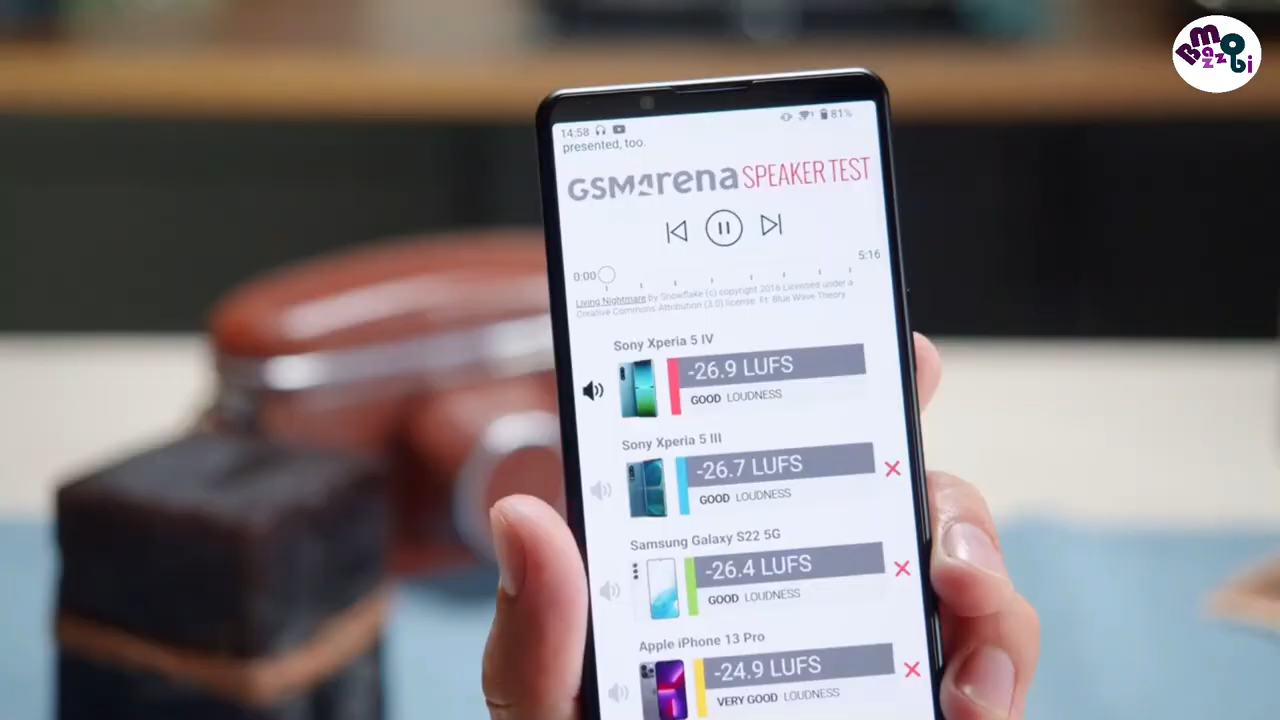 mobi
Bazz
14:58
81%
presented, too.
GSMArena SPEAKER TEST
0:00
5:16
Living Nightmare by Snowflake (c) copyright 2016 Licensed under a
Creative Commons Attribution (3.0) license. Ft: Blue Wave Theory.
Sony Xperia 5 IV
-26.9 LUFS
GOOD LOUDNESS
Sony Xperia 5 III
-26.7 LUFS
GOOD LOUDNESS
Samsung Galaxy S22 5G
-26.4 LUFS
GOOD LOUDNESS
Apple iPhone 13 Pro
-24.9 LUFS
VERY GOOD LOUDNESS